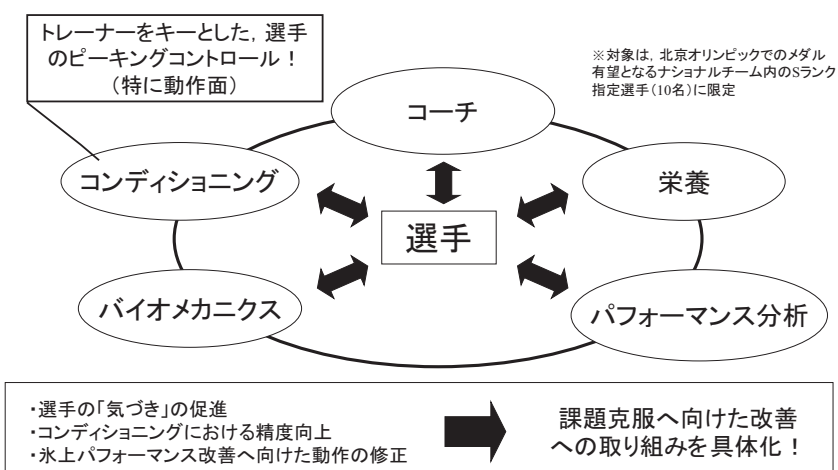 トレーナーをキーとした, 選手
のピーキングコントロール！
（特に動作面）
※対象は, 北京オリンピックでのメダル
有望となるナショナルチーム内のSランク
指定選手(10名)に限定
コーチ
コンディショニング
栄養
選手
バイオメカニクス
パフォーマンス分析
・選手の「気づき」の促進
・コンディショニングにおける精度向上
・氷上パフォーマンス改善へ向けた動作の修正
課題克服へ向けた改善
への取り組みを具体化！